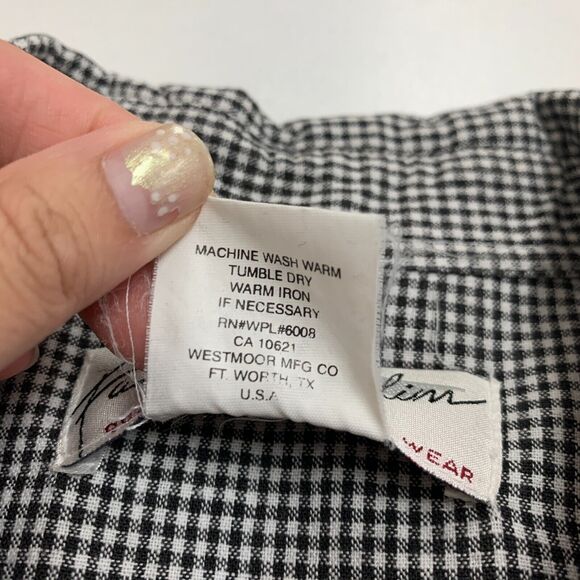 MACHINE WASH WARM
TUMBLE DRY
WARM IRON
IF NECESSARY
RN#WPL#6008
CA 10621
WESTMOOR MFG CO
FT. WORTH, TX
U.S.A
WEAR